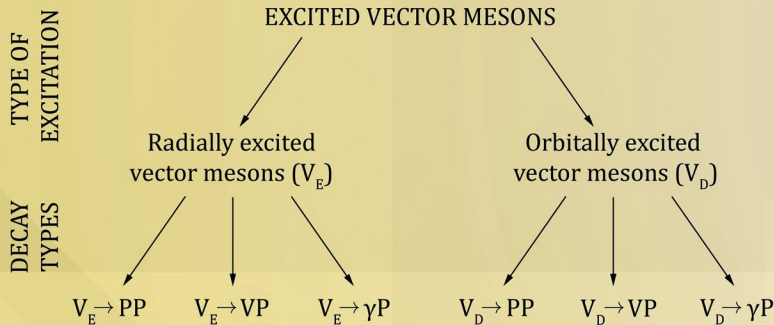 EXCITED VECTOR MESONS
TYPE OF
EXCITATION
Radially excited
vector mesons (V_E)
Orbitally excited
vector mesons (V_D)
DECAY
TYPES
V_E → PP
V_E → VP
V_E → γP
V_D → PP
V_D → VP
V_D → γP